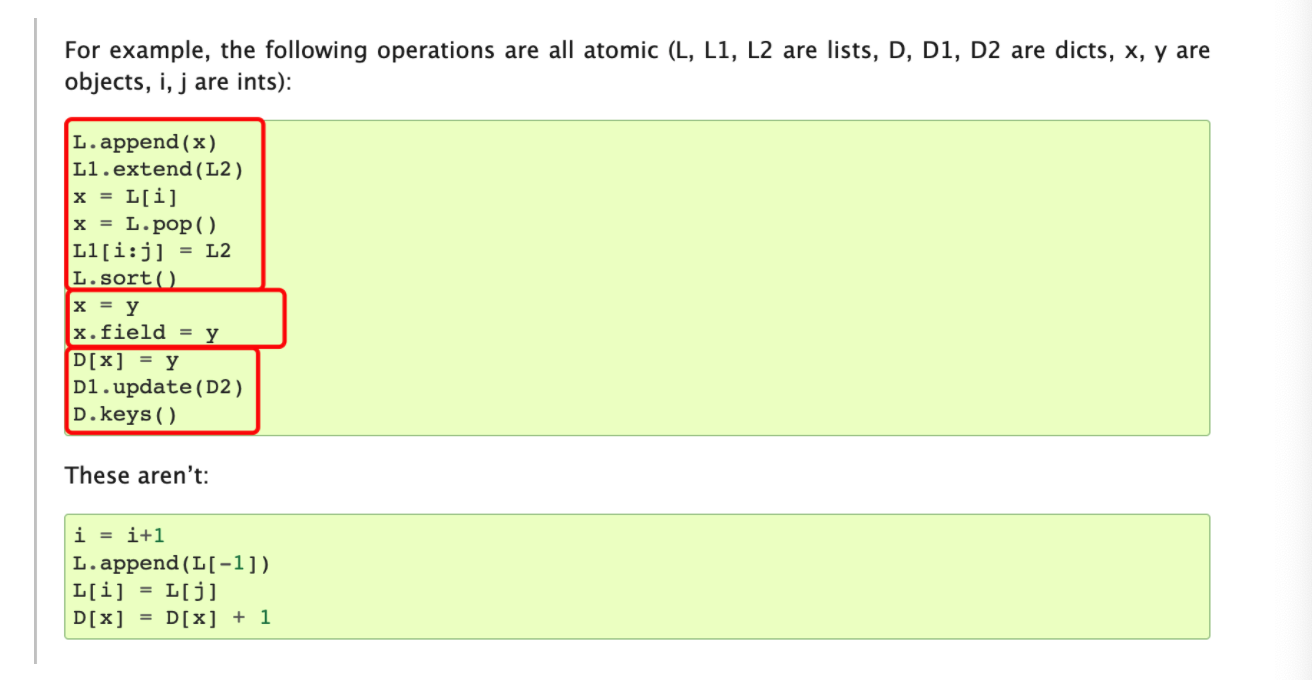 For example, the following operations are all atomic (L, L1, L2 are lists, D, D1, D2 are dicts, x, y are
objects, i, j are ints):
L.append(x)
L1.extend(L2)
x = L[i]
x = L.pop()
L1[i:j] = L2
L.sort()
x = y
x.field = y
D[x] = y
D1.update(D2)
D.keys()
These aren’t:
i = i+1
L.append(L[-1])
L[i] = L[j]
D[x] = D[x] + 1